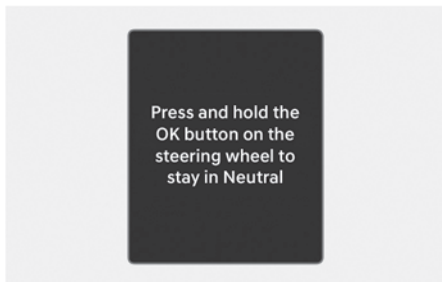 Press and hold the
OK button on the
steering wheel to
stay in Neutral